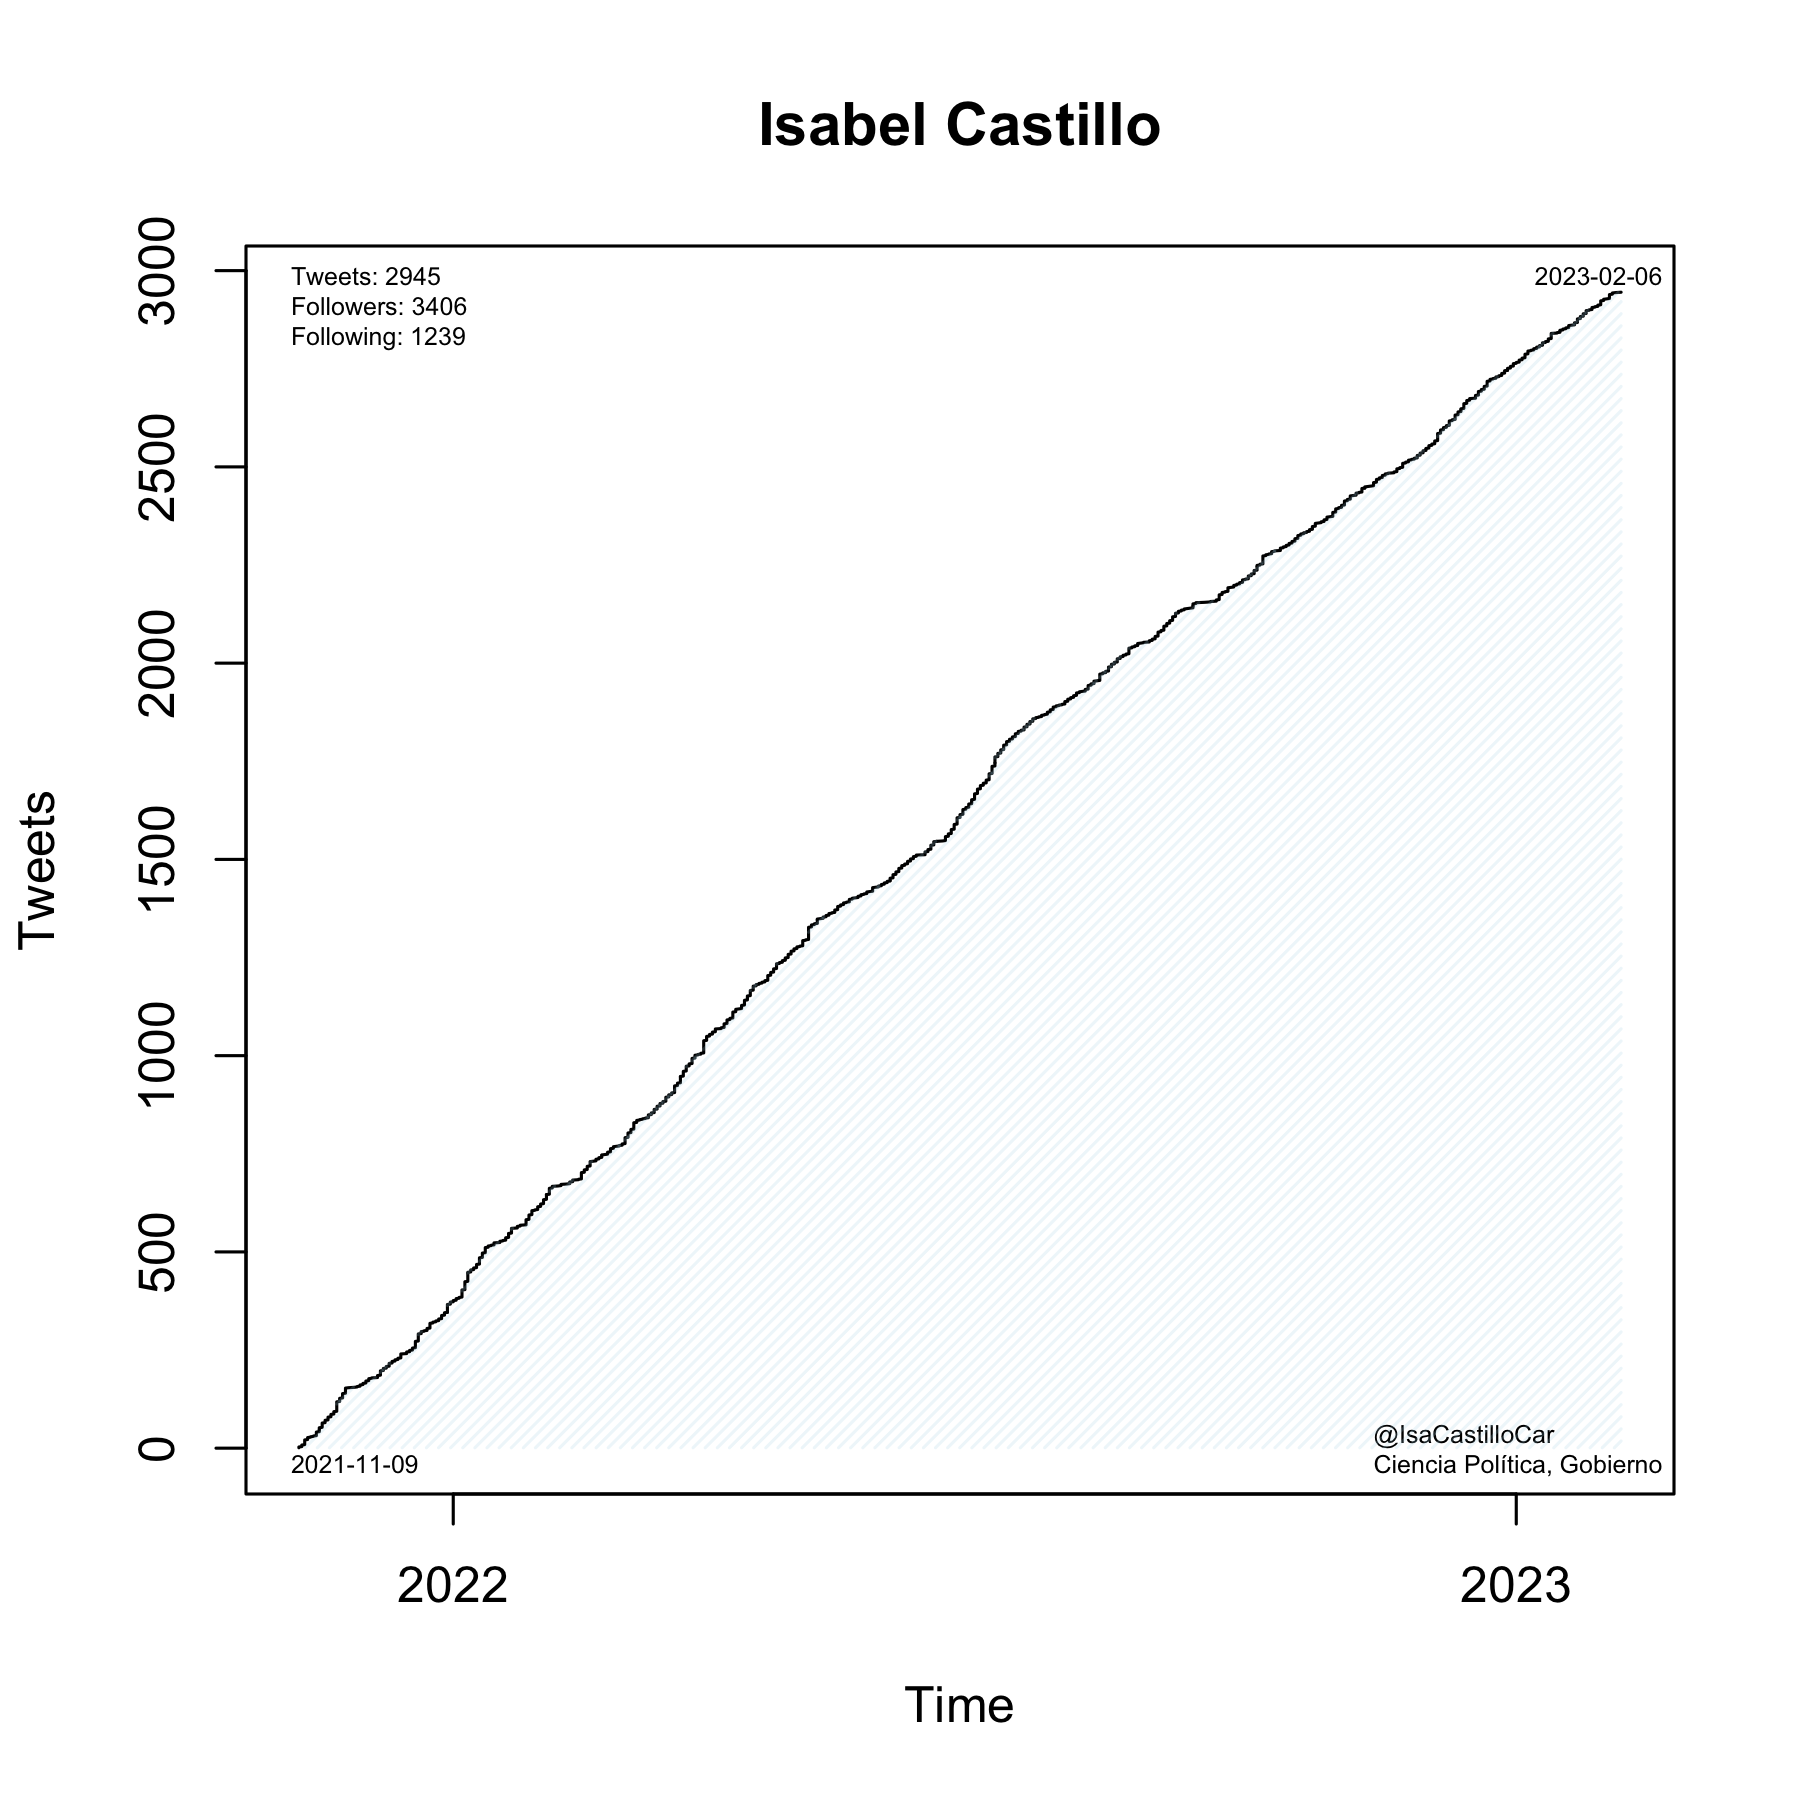 Isabel Castillo
Tweets: 2945
Followers: 3406
Following: 1239
2023-02-06
3000
2500
2000
1500
1000
500
0
Tweets
2021-11-09
@IsaCastilloCar
Ciencia Política, Gobierno
2022
2023
Time